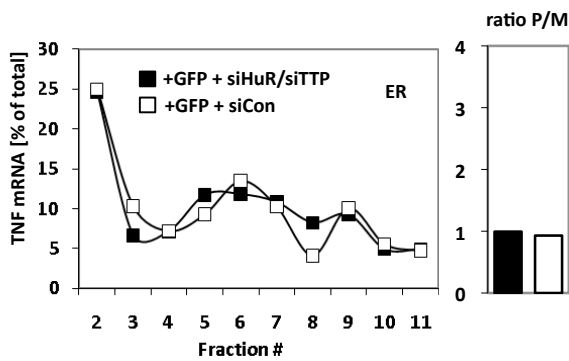 ratio P/M
TNF mRNA [% of total]
30
25
20
15
10
5
0
+GFP + siHuR/siTTP
+GFP + siCon
ER
2 3 4 5 6 7 8 9 10 11
Fraction #
4
3
2
1
0